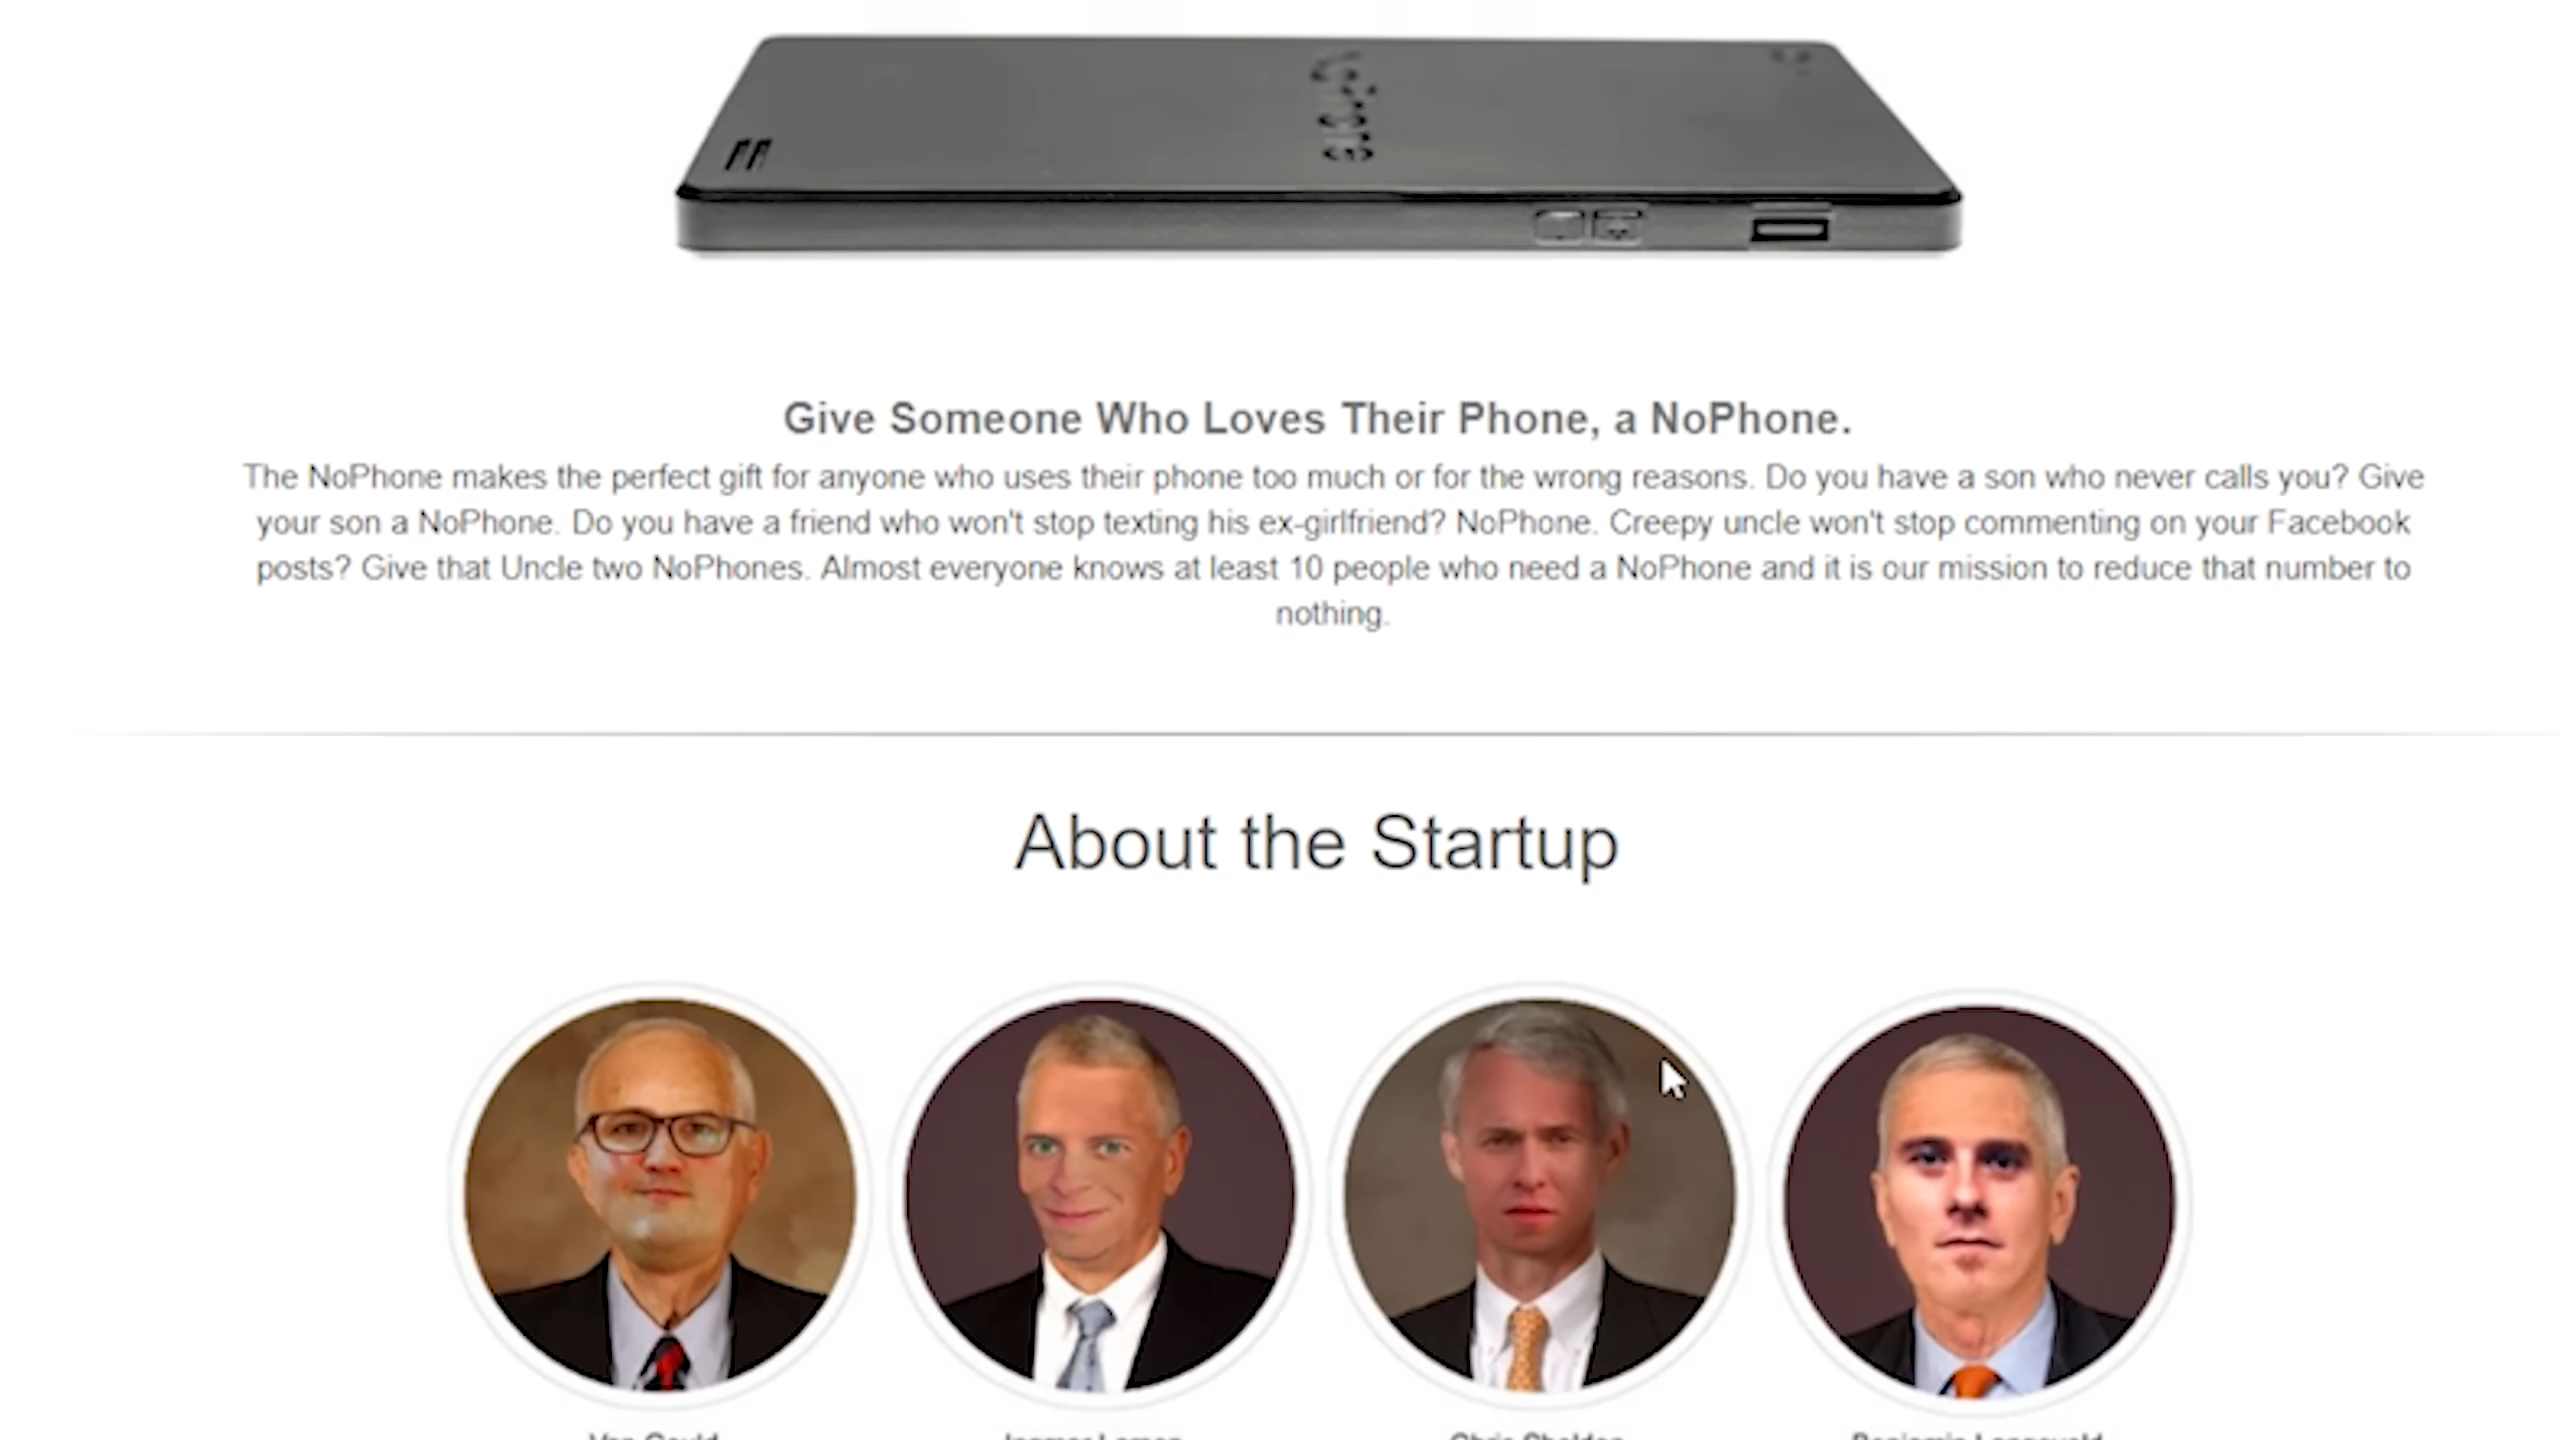 Give Someone Who Loves Their Phone, a NoPhone.
The NoPhone makes the perfect gift for anyone who uses their phone too much or for the wrong reasons. Do you have a son who never calls you? Give
your son a NoPhone. Do you have a friend who won't stop texting his ex-girlfriend? NoPhone. Creepy uncle won't stop commenting on your Facebook
posts? Give that Uncle two NoPhones. Almost everyone knows at least 10 people who need a NoPhone and it is our mission to reduce that number to
nothing.
About the Startup